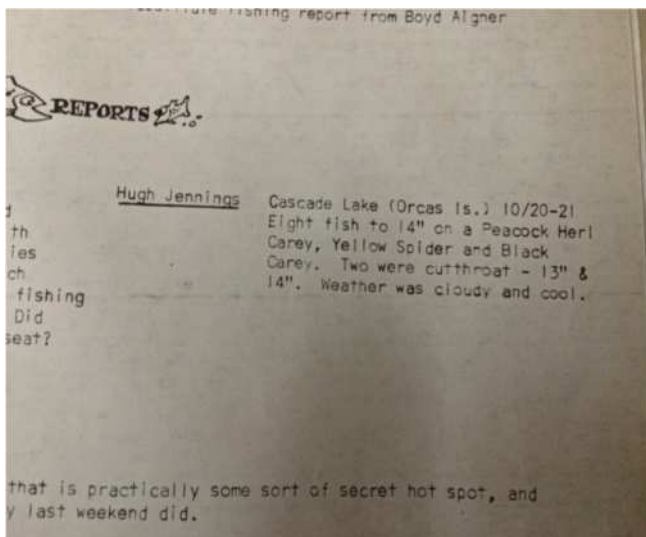 fishing report from Boyd Aigner
REPORTS
d
th
ies
ch
fishing
Did
seat?
Hugh Jennings
Cascade Lake (Orcas Is.) 10/20-21
Eight fish to 14" on a Peacock Herl
Carey, Yellow Spider and Black
Carey. Two were cutthroat - 13" &
14". Weather was cloudy and cool.
that is practically some sort of secret hot spot, and
y last weekend did.